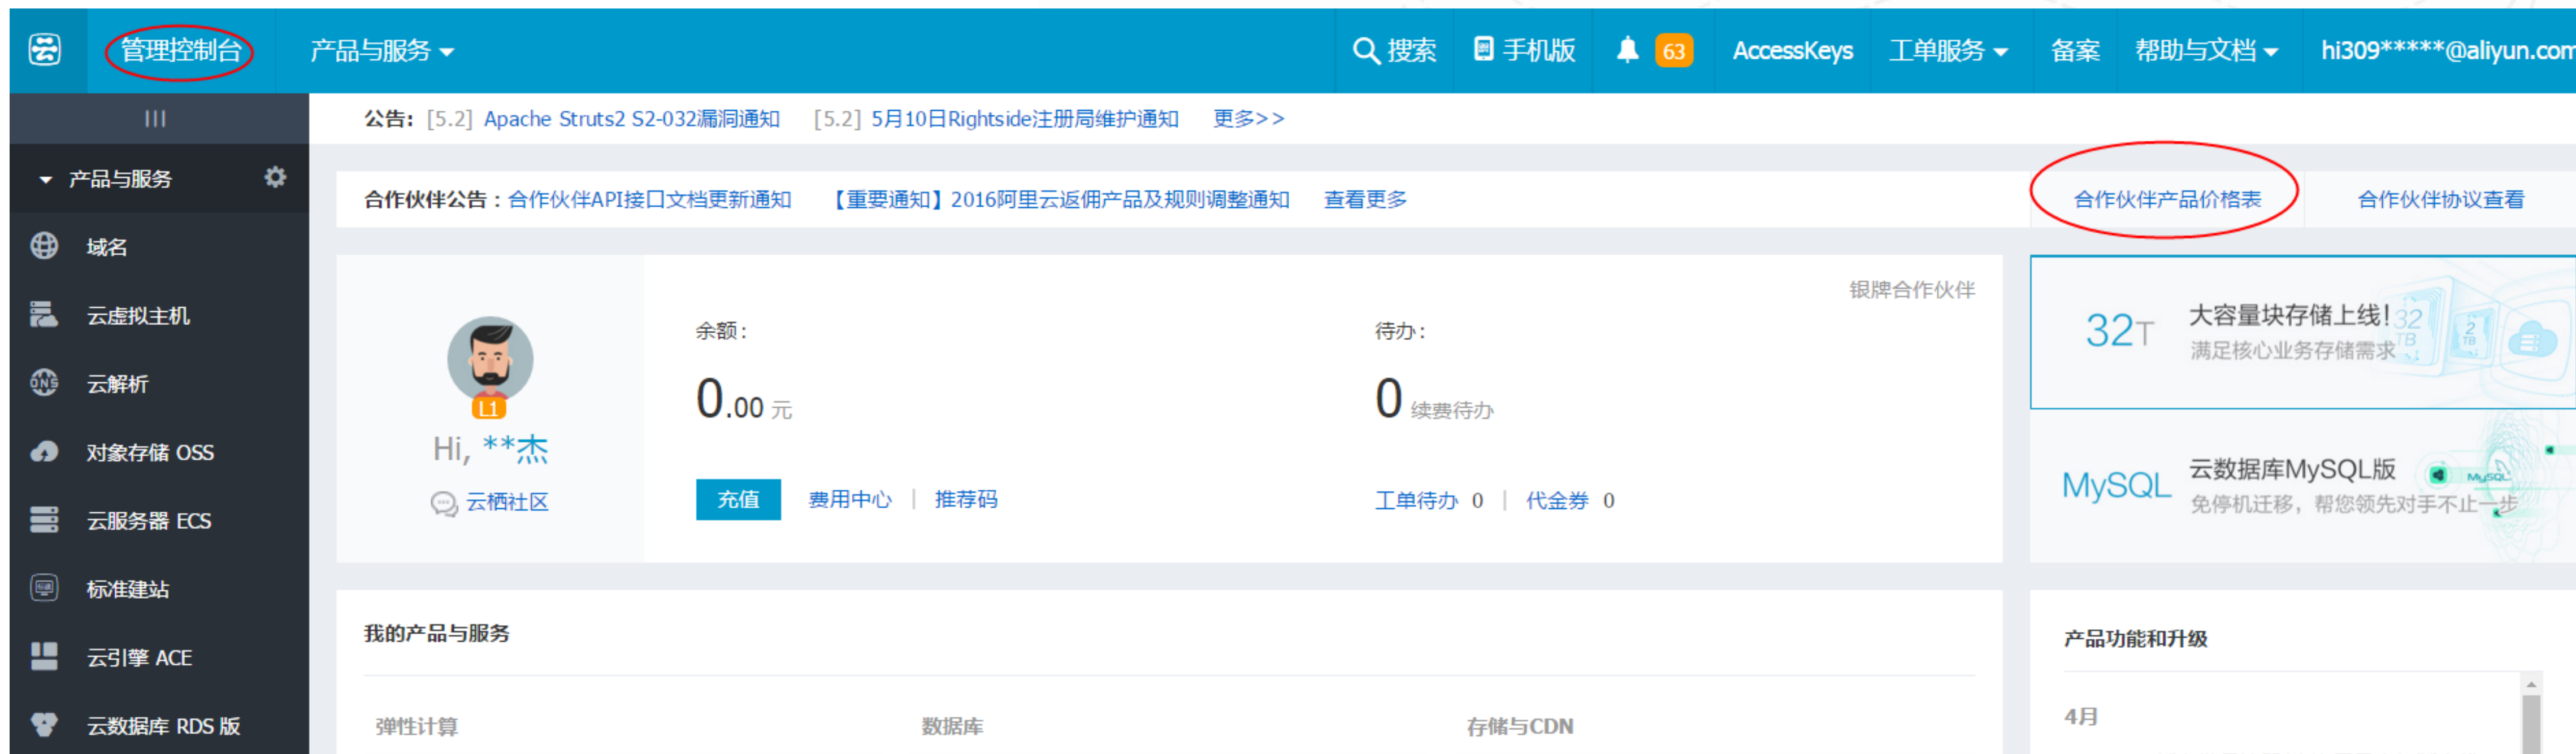 管理控制台 产品与服务 搜索 手机版 63 AccessKeys 工单服务 备案 帮助与文档 hi309*****@aliyun.com
公告: [5.2] Apache Struts2 S2-032漏洞通知 [5.2] 5月10日Rightside注册局维护通知 更多>>
产品与服务
合作伙伴公告：合作伙伴API接口文档更新通知 【重要通知】2016阿里云返佣产品及规则调整通知 查看更多 合作伙伴产品价格表 合作伙伴协议查看
域名
云虚拟主机
DNS 云解析
对象存储 OSS
云服务器 ECS
标准建站
云引擎 ACE
云数据库 RDS 版
银牌合作伙伴
L1
Hi, **杰
云栖社区
余额：
0.00 元
充值 费用中心 | 推荐码
待办：
0 续费待办
工单待办 0 | 代金券 0
32T 大容量块存储上线！
满足核心业务存储需求
32 TB
2 TB
MySQL 云数据库MySQL版
免停机迁移，帮您领先对手不止一步
MySQL
我的产品与服务
弹性计算 数据库 存储与CDN
产品功能和升级
4月